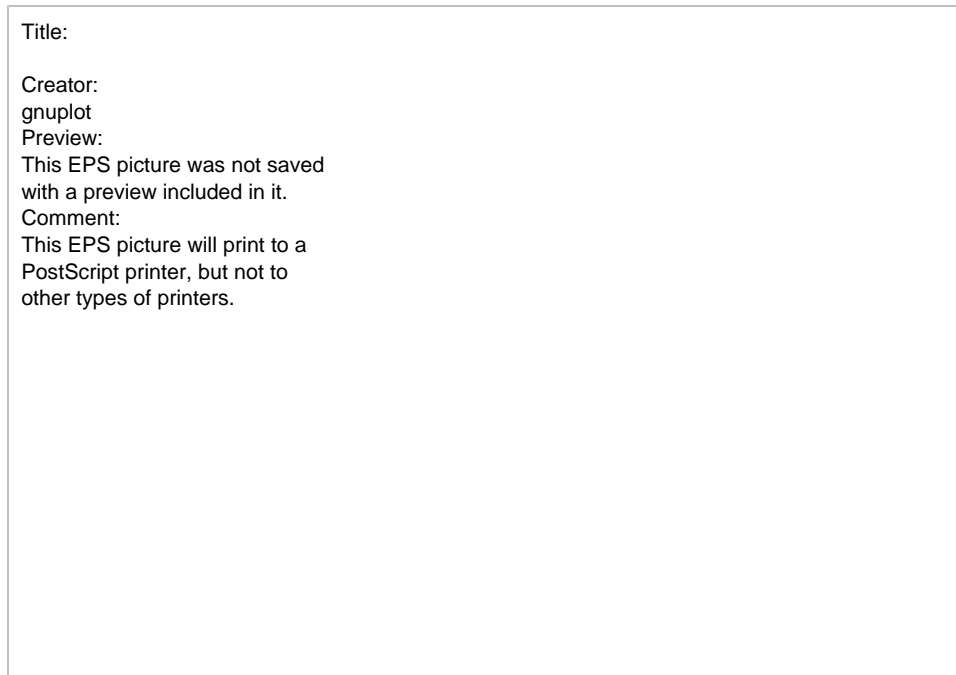 Title:
Creator:
gnuplot
Preview:
This EPS picture was not saved
with a preview included in it.
Comment:
This EPS picture will print to a
PostScript printer, but not to
other types of printers.